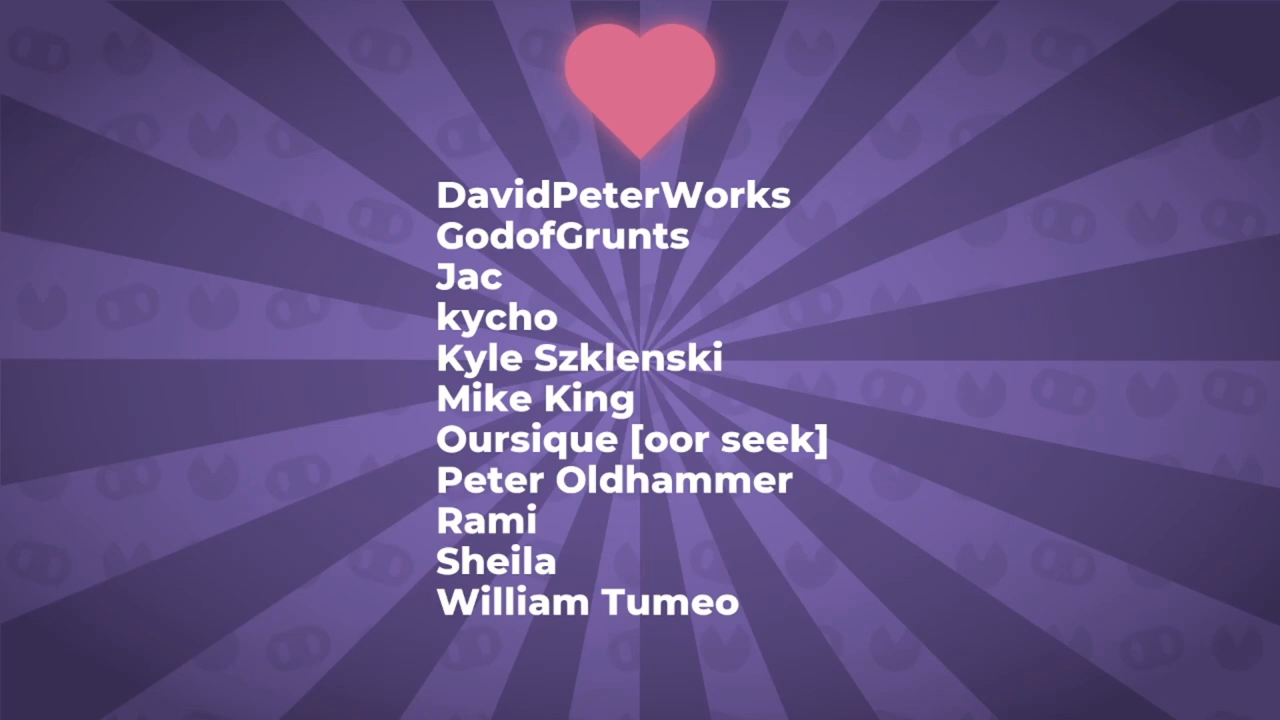 DavidPeterWorks
GodofGrunts
Jac
kycho
Kyle Szklenski
Mike King
Oursique [oor seek]
Peter Oldhammer
Rami
Sheila
William Tumeo